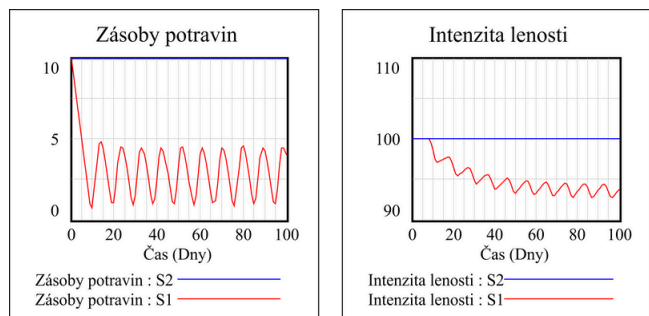 Zásoby potravin
10
5
0
0 20 40 60 80 100
Čas (Dny)
Zásoby potravin : S2
Zásoby potravin : S1
Intenzita lenosti
110
100
90
0 20 40 60 80 100
Čas (Dny)
Intenzita lenosti : S2
Intenzita lenosti : S1